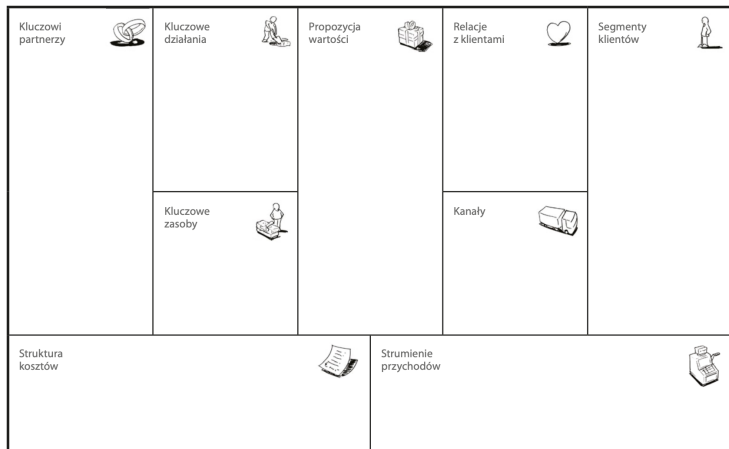 Kluczowi
partnerzy
Kluczowe
działania
Kluczowe
zasoby
Propozycja
wartości
Relacje
z klientami
Kanały
Segmenty
klientów
Struktura
kosztów
Strumienie
przychodów